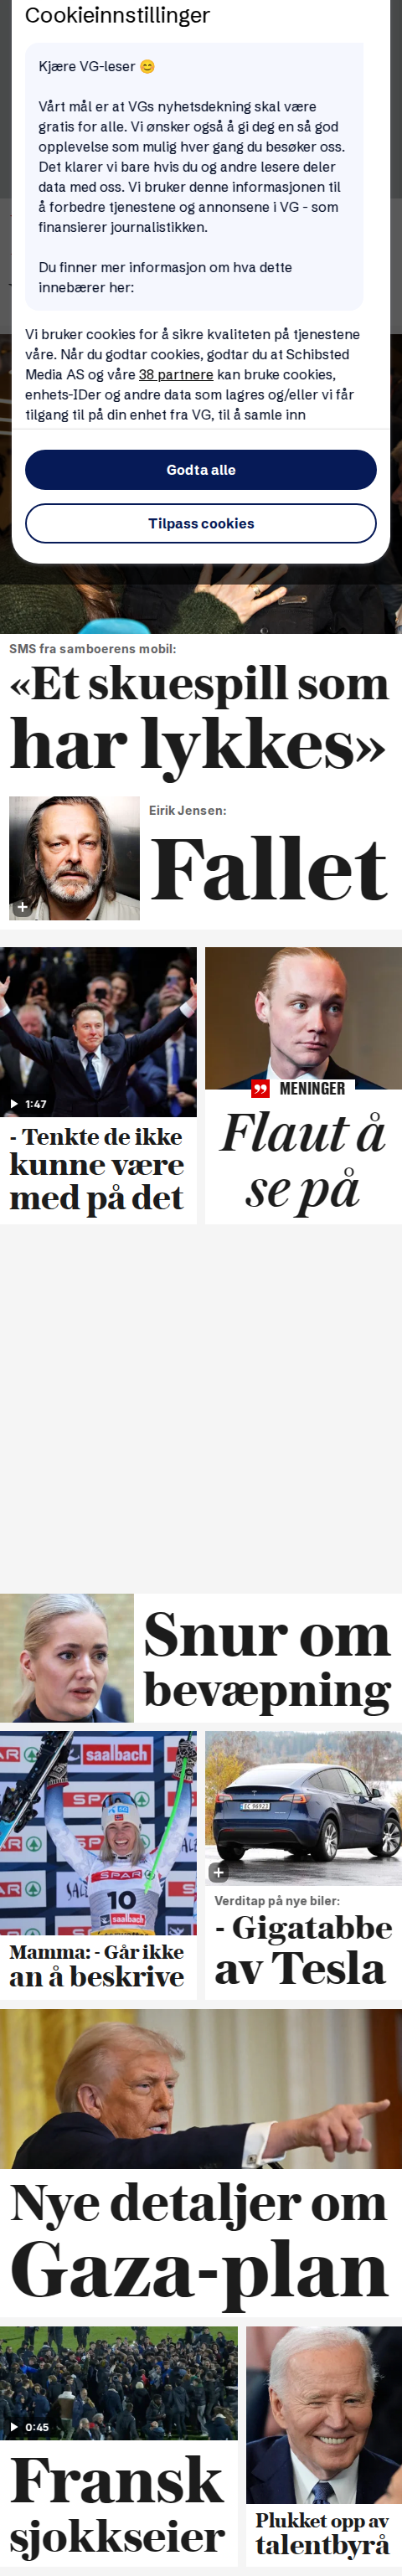 Cookieinnstillinger
Kjære VG-leser 😊
Vårt mål er at VGs nyhetsdekning skal være
gratis for alle. Vi ønsker også å gi deg en så god
opplevelse som mulig hver gang du besøker oss.
Det klarer vi bare hvis du og andre lesere deler
data med oss. Vi bruker denne informasjonen til
å forbedre tjenestene og annonsene i VG - som
finansierer journalistikken.
Du finner mer informasjon om hva dette
innebærer her:
Vi bruker cookies for å sikre kvaliteten på tjenestene
våre. Når du godtar cookies, godtar du at Schibsted
Media AS og våre 38 partnere kan bruke cookies,
enhets-IDer og andre data som lagres og/eller vi får
tilgang til på din enhet fra VG, til å samle inn
Godta alle
Tilpass cookies
SMS fra samboerens mobil:
«Et skuespill som
har lykkes»
Eirik Jensen:
Fallet
1:47
- Tenkte de ikke
kunne være
med på det
MENINGER
Flaut å
se på
Snur om
bevæpning
saalbach
SPAR
10
saalbach
Mamma: - Går ikke
an å beskrive
Verditap på nye biler:
- Gigatabbe
av Tesla
Nye detaljer om
Gaza-plan
0:45
Fransk
sjokkseier
Plukket opp av
talentbyrå